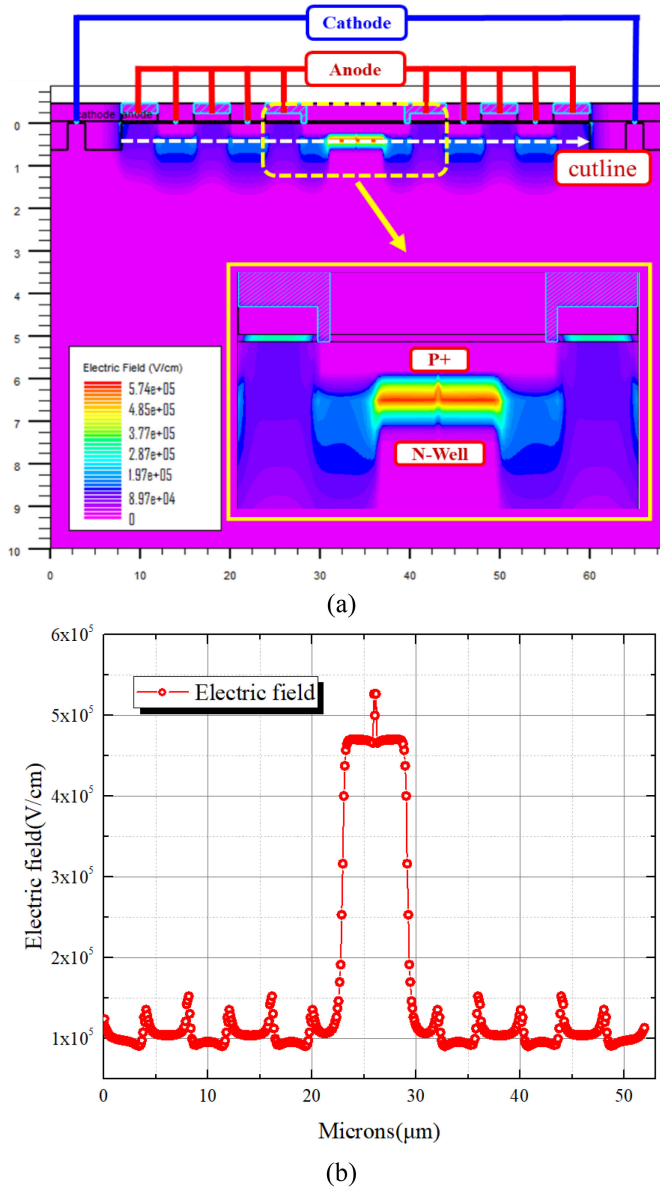 Cathode
Anode
cathode anode
cutline
0
1
2
3
4
5
6
7
8
9
10
Electric Field (V/cm)
5.74e+05
4.85e+05
3.77e+05
2.87e+05
1.97e+05
8.97e+04
0
P+
N-Well
0 10 20 30 40 50 60
(a)
6x10⁵
5x10⁵
4x10⁵
3x10⁵
2x10⁵
1x10⁵
Electric field
Electric field(V/cm)
0 10 20 30 40 50
Microns(μm)
(b)